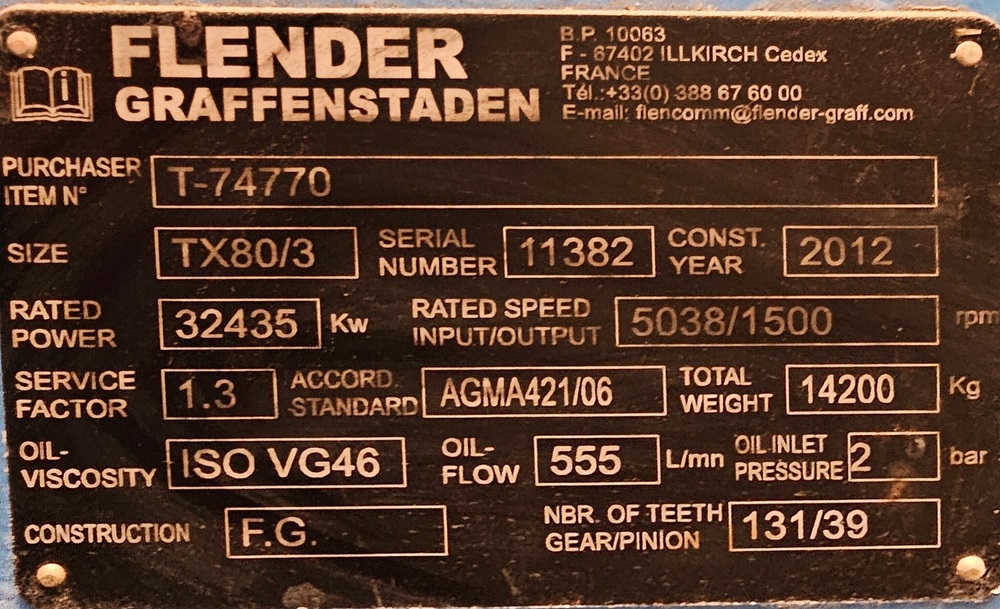 FLENDER
GRAFFENSTADEN
B.P. 10063
F - 67402 ILLKIRCH Cedex
FRANCE
Tél.:+33(0) 388 67 60 00
E-mail: flencomm@flender-graff.com
i
PURCHASER ITEM N° T-74770
SIZE TX80/3 SERIAL NUMBER 11382 CONST. YEAR 2012
RATED POWER 32435 Kw RATED SPEED INPUT/OUTPUT 5038/1500 rpm
SERVICE FACTOR 1.3 ACCORD. STANDARD AGMA421/06 TOTAL WEIGHT 14200 Kg
OIL-VISCOSITY ISO VG46 OIL-FLOW 555 L/mn OIL INLET PRESSURE 2 bar
CONSTRUCTION F.G. NBR. OF TEETH GEAR/PINION 131/39